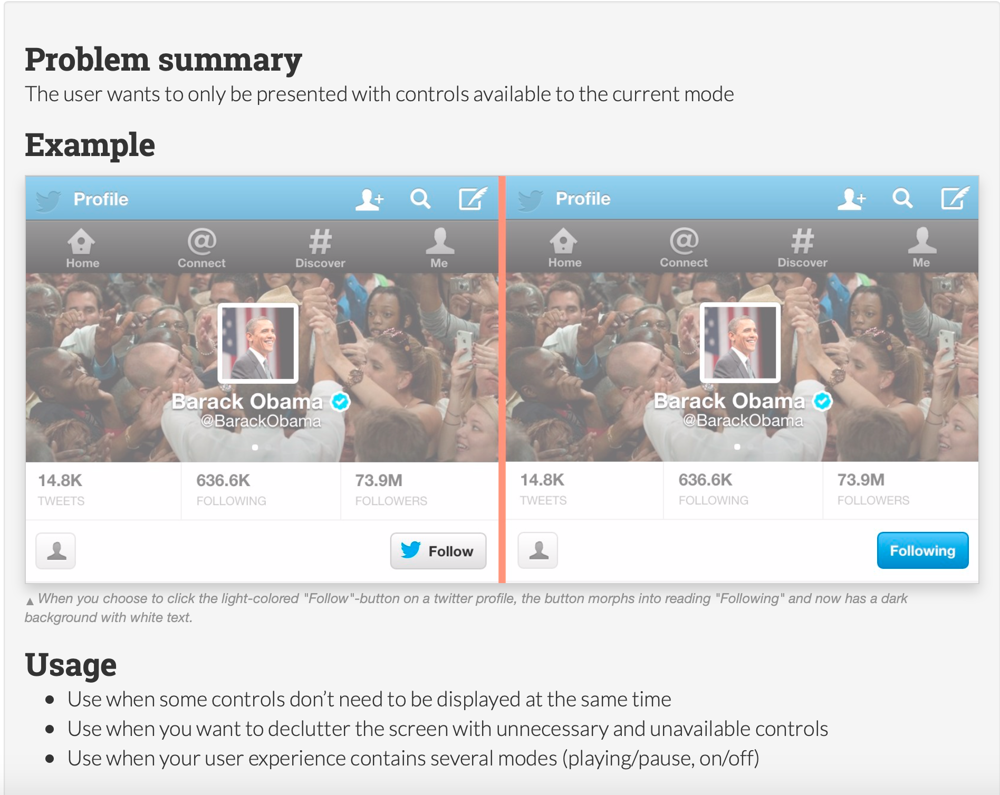 Problem summary
The user wants to only be presented with controls available to the current mode
Example
Profile
Home Connect Discover Me
Barack Obama
@BarackObama
14.8K 636.6K 73.9M
TWEETS FOLLOWING FOLLOWERS
Follow
Profile
Home Connect Discover Me
Barack Obama
@BarackObama
14.8K 636.6K 73.9M
TWEETS FOLLOWING FOLLOWERS
Following
▲ When you choose to click the light-colored "Follow"-button on a twitter profile, the button morphs into reading "Following" and now has a dark
background with white text.
Usage
• Use when some controls don’t need to be displayed at the same time
• Use when you want to declutter the screen with unnecessary and unavailable controls
• Use when your user experience contains several modes (playing/pause, on/off)